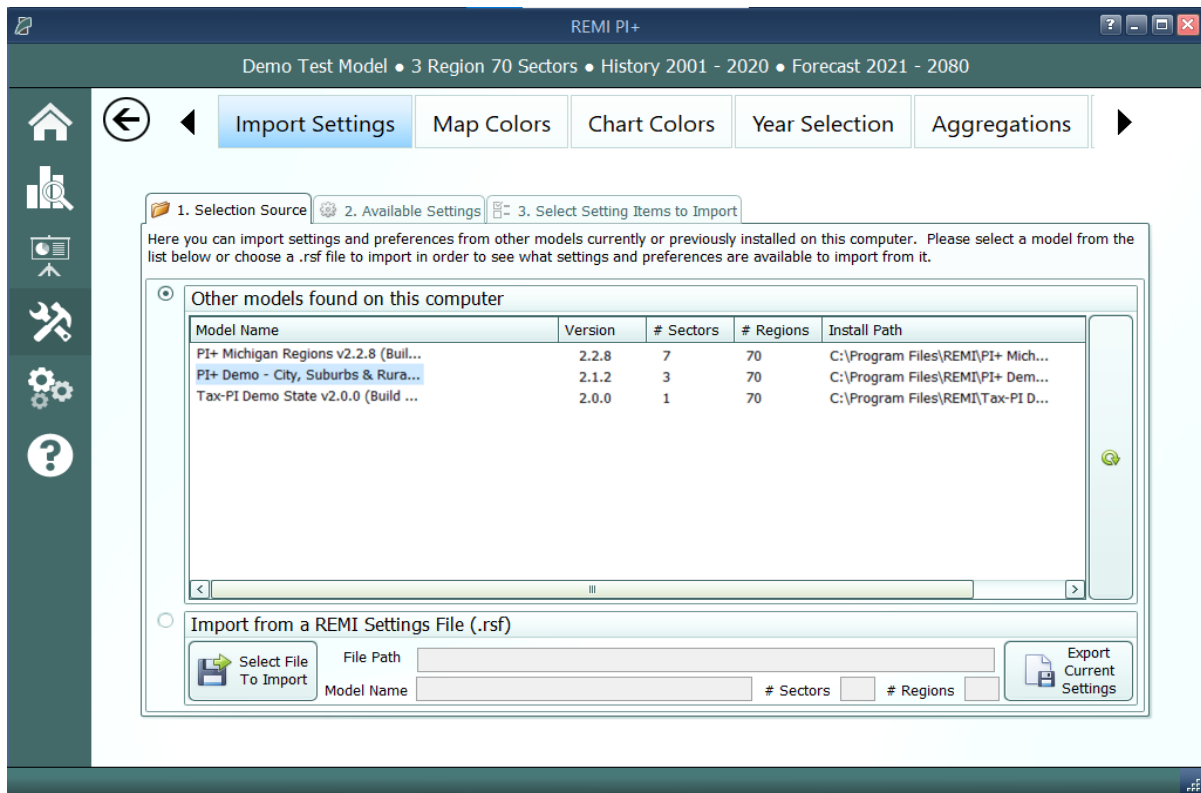 REMI PI+
Demo Test Model ● 3 Region 70 Sectors ● History 2001 - 2020 ● Forecast 2021 - 2080
Import Settings Map Colors Chart Colors Year Selection Aggregations
1. Selection Source 2. Available Settings 3. Select Setting Items to Import
Here you can import settings and preferences from other models currently or previously installed on this computer. Please select a model from the
list below or choose a .rsf file to import in order to see what settings and preferences are available to import from it.
Other models found on this computer
Model Name Version # Sectors # Regions Install Path
PI+ Michigan Regions v2.2.8 (Buil... 2.2.8 7 70 C:\Program Files\REMI\PI+ Mich...
PI+ Demo - City, Suburbs & Rura... 2.1.2 3 70 C:\Program Files\REMI\PI+ Dem...
Tax-PI Demo State v2.0.0 (Build ... 2.0.0 1 70 C:\Program Files\REMI\Tax-PI D...
Import from a REMI Settings File (.rsf)
Select File
To Import
File Path
Model Name # Sectors # Regions
Export
Current
Settings